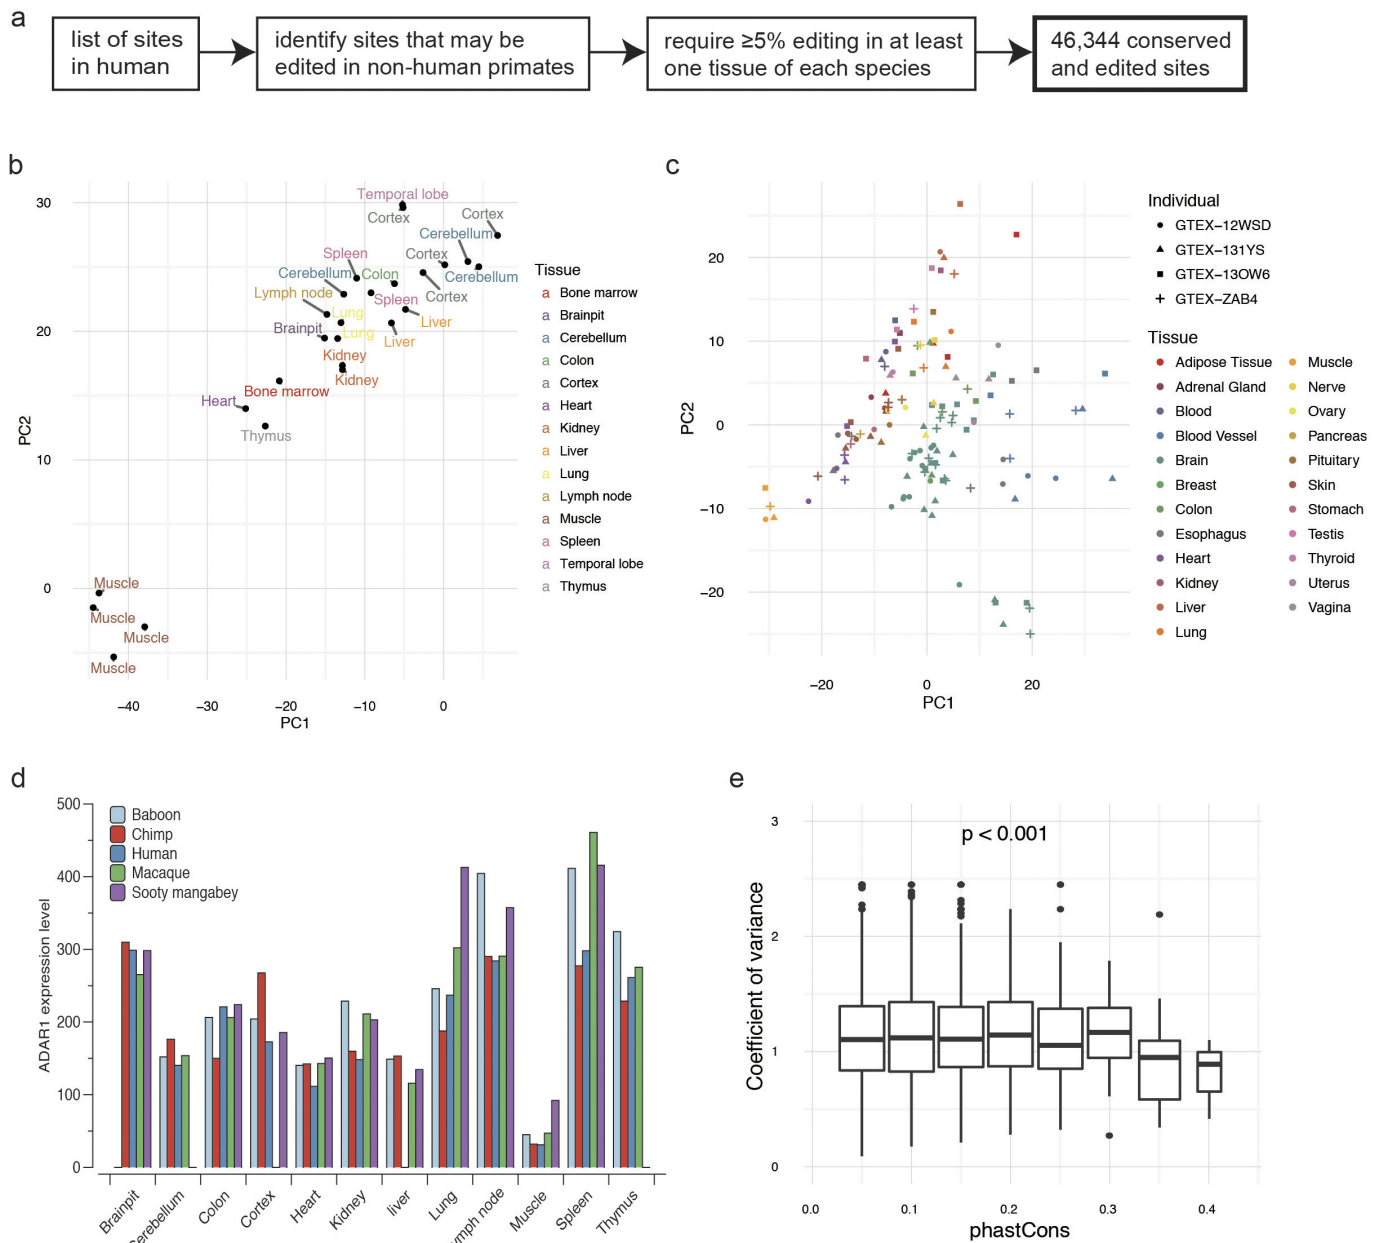 a
list of sites
in human
identify sites that may be
edited in non-human primates
require ≥5% editing in at least
one tissue of each species
46,344 conserved
and edited sites
b
30
20
10
0
PC2
−40
−30
−20
−10
0
PC1
Temporal lobe
Cortex
Cortex
Cerebellum
Cortex
Cerebellum
Spleen
Cerebellum
Colon
Cortex
Lymph node
Spleen
Lung
Liver
Brainpit
Lung
Liver
Kidney
Kidney
Bone marrow
Heart
Thymus
Muscle
Muscle
Muscle
Muscle
Tissue
a Bone marrow
a Brainpit
a Cerebellum
a Colon
a Cortex
a Heart
a Kidney
a Liver
a Lung
a Lymph node
a Muscle
a Spleen
a Temporal lobe
a Thymus
c
20
10
0
−10
−20
PC2
−20
0
20
PC1
Individual
GTEX−12WSD
GTEX−131YS
GTEX−13OW6
GTEX−ZAB4
Tissue
Adipose Tissue
Adrenal Gland
Blood
Blood Vessel
Brain
Breast
Colon
Esophagus
Heart
Kidney
Liver
Lung
Muscle
Nerve
Ovary
Pancreas
Pituitary
Skin
Stomach
Testis
Thyroid
Uterus
Vagina
d
500
400
300
200
100
0
ADAR1 expression level
Baboon
Chimp
Human
Macaque
Sooty mangabey
Brainpit
Colon
Cortex
Heart
Kidney
liver
Lung
node
Muscle
Spleen
Thymus
e
3
2
1
0
Coefficient of variance
p < 0.001
0.0
0.1
0.2
0.3
0.4
phastCons